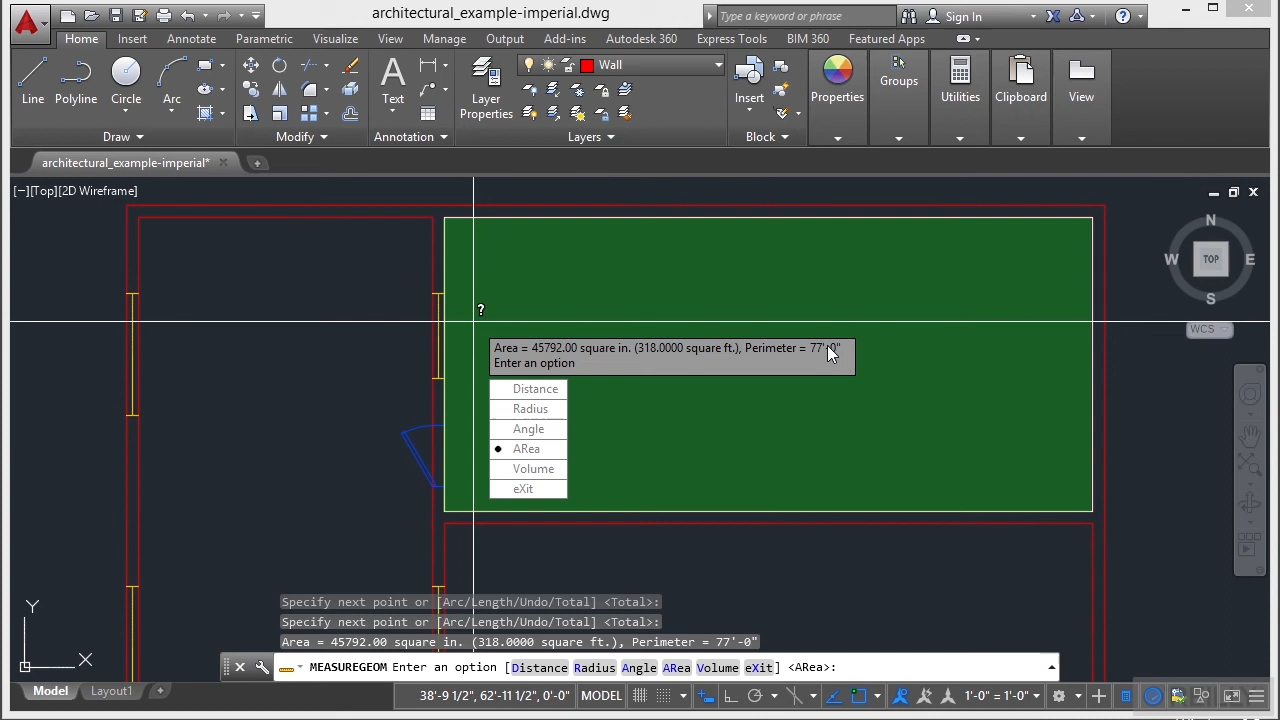 architectural_example-imperial.dwg
Type a keyword or phrase
Sign In
Home Insert Annotate Parametric Visualize View Manage Output Add-ins Autodesk 360 Express Tools BIM 360 Featured Apps
Wall
Line Polyline Circle Arc
Text
Layer Properties
Insert
Properties
Groups
Utilities
Clipboard
View
Draw Modify Annotation Layers Block
architectural_example-imperial*
[−][Top][2D Wireframe]
N
W TOP E
S
WCS
?
Area = 45792.00 square in. (318.0000 square ft.), Perimeter = 77'-0"
Enter an option
Distance
Radius
Angle
ARea
Volume
eXit
Specify next point or [Arc/Length/Undo/Total] <Total>:
Specify next point or [Arc/Length/Undo/Total] <Total>:
Area = 45792.00 square in. (318.0000 square ft.), Perimeter = 77'-0"
Y
X
MEASUREGEOM Enter an option [Distance Radius Angle ARea Volume eXit] <ARea>:
Model Layout1
38'-9 1/2", 62'-11 1/2", 0'-0" MODEL 1'-0" = 1'-0"